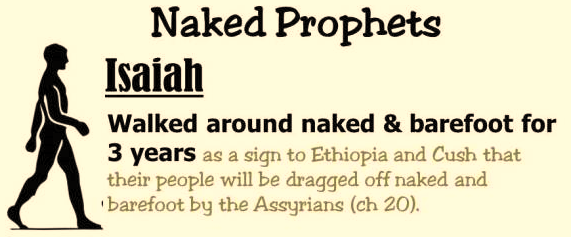 Naked Prophets
Isaiah
Walked around naked & barefoot for
3 years as a sign to Ethiopia and Cush that
their people will be dragged off naked and
barefoot by the Assyrians (ch 20).